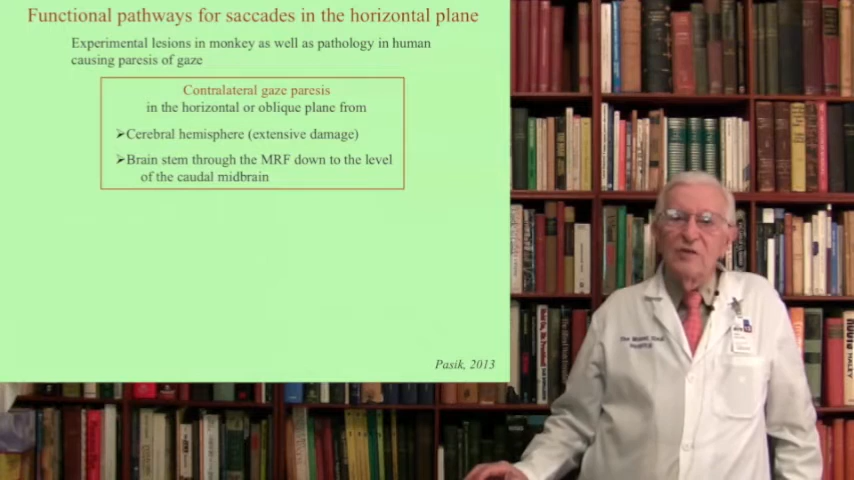 Functional pathways for saccades in the horizontal plane
Experimental lesions in monkey as well as pathology in human
causing paresis of gaze
Contralateral gaze paresis
in the horizontal or oblique plane from
➢Cerebral hemisphere (extensive damage)
➢Brain stem through the MRF down to the level
of the caudal midbrain
Pasik, 2013
The Mount Sinai
Hospital